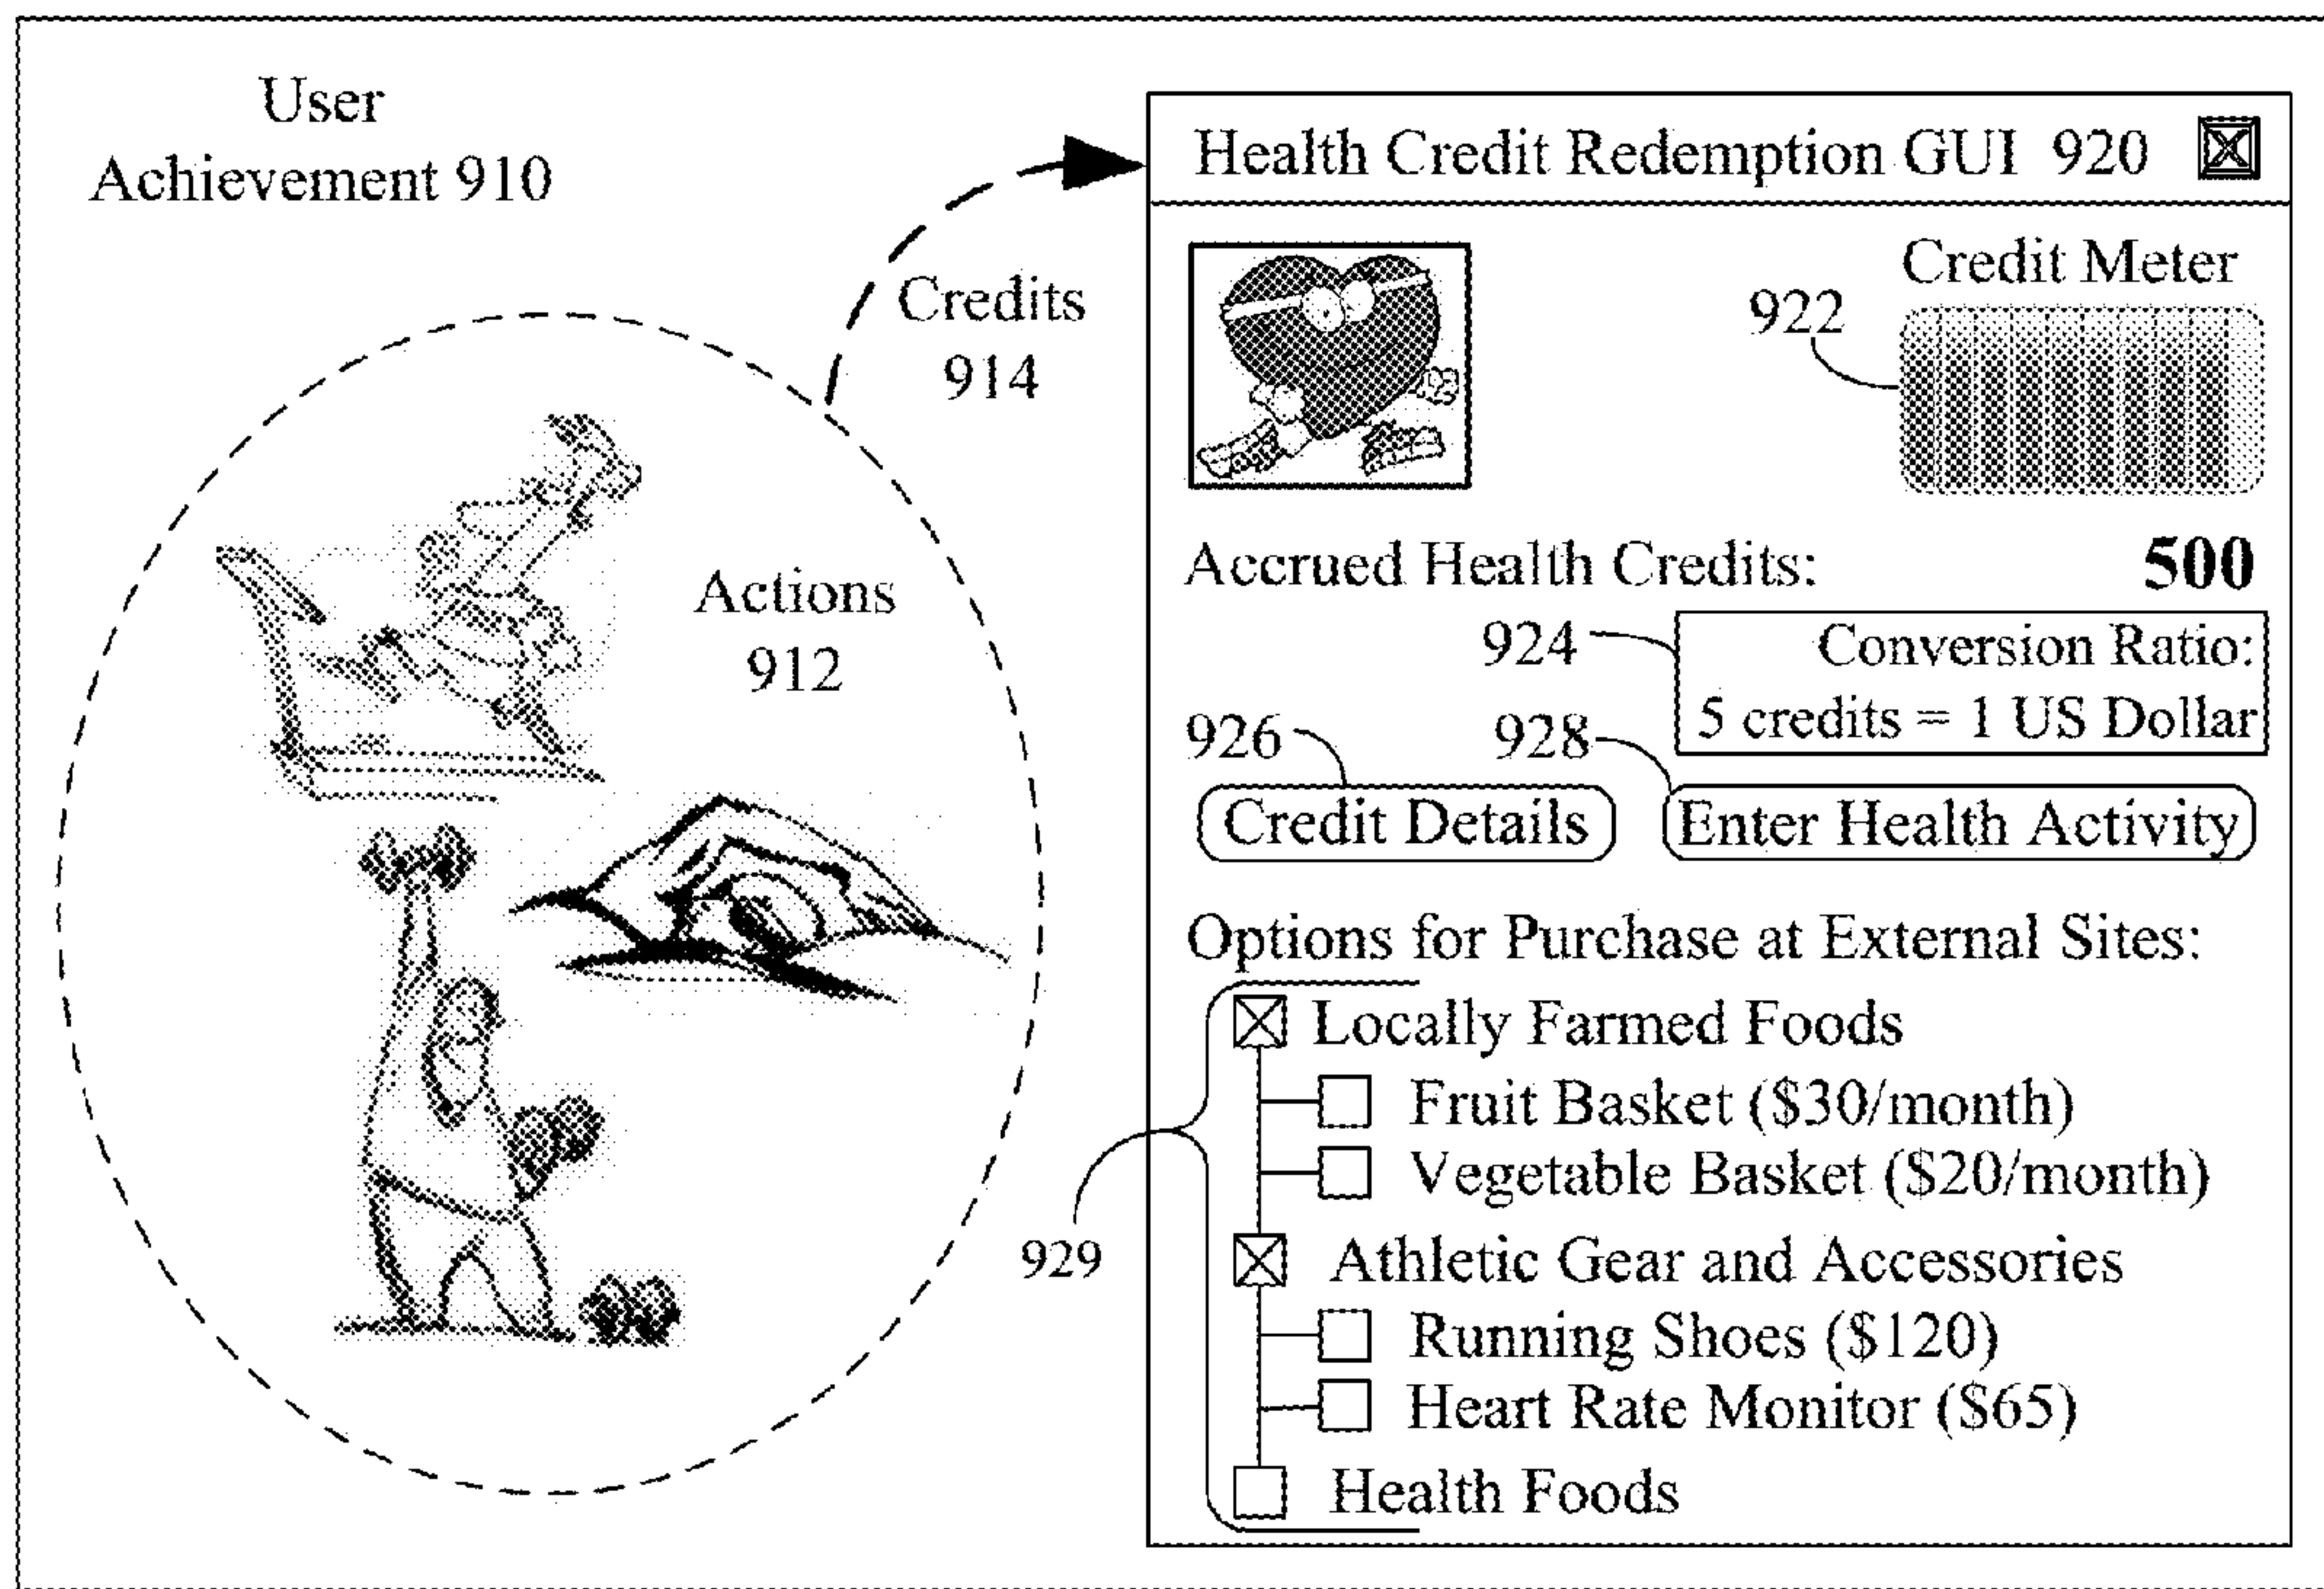 User
Achievement 910
Credits
914
Actions
912
Health Credit Redemption GUI 920
Credit Meter
922
Accrued Health Credits: 500
924
Conversion Ratio:
5 credits = 1 US Dollar
926
928
Credit Details
Enter Health Activity
Options for Purchase at External Sites:
Locally Farmed Foods
Fruit Basket ($30/month)
Vegetable Basket ($20/month)
929
Athletic Gear and Accessories
Running Shoes ($120)
Heart Rate Monitor ($65)
Health Foods